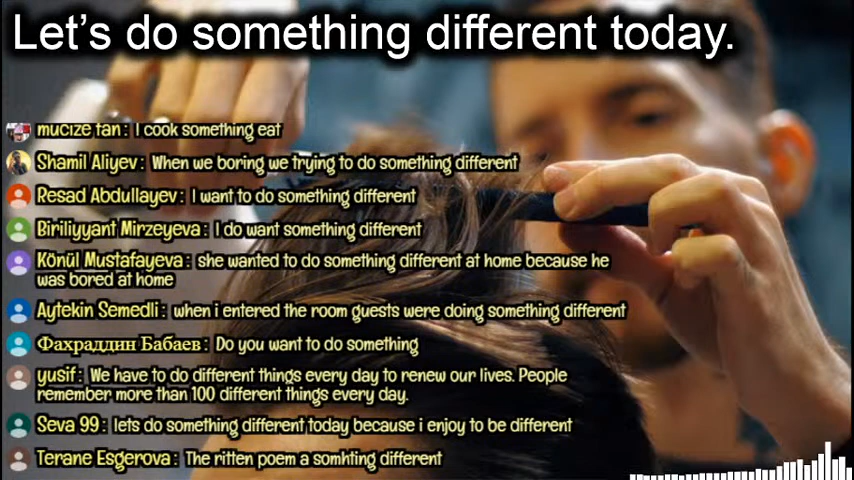 Let's do something different today.
mucize tan : I cook something eat
Shamil Aliyev : When we boring we trying to do something different
Resad Abdullayev : I want to do something different
Biriliyyant Mirzeyeva : I do want something different
Könül Mustafayeva : she wanted to do something different at home because he
was bored at home
Aytekin Semedli : when i entered the room guests were doing something different
Фахраддин Бабаев : Do you want to do something
yusif : We have to do different things every day to renew our lives. People
remember more than 100 different things every day.
Seva 99 : lets do something different today because i enjoy to be different
Terane Esgerova : The ritten poem a somhting different